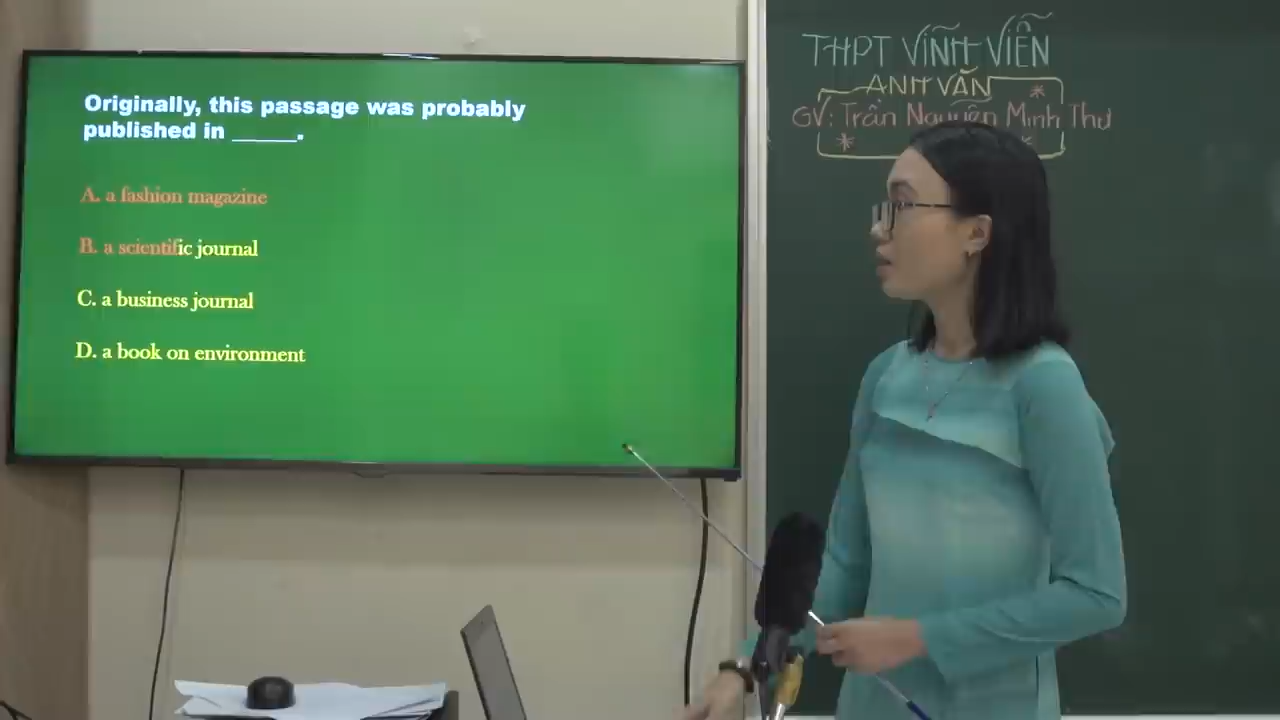 Originally, this passage was probably
published in _____.
A. a fashion magazine
B. a scientific journal
C. a business journal
D. a book on environment
THPT VĨNH VIỄN
ANH VĂN
GV: Trần Nguyễn Minh Thư